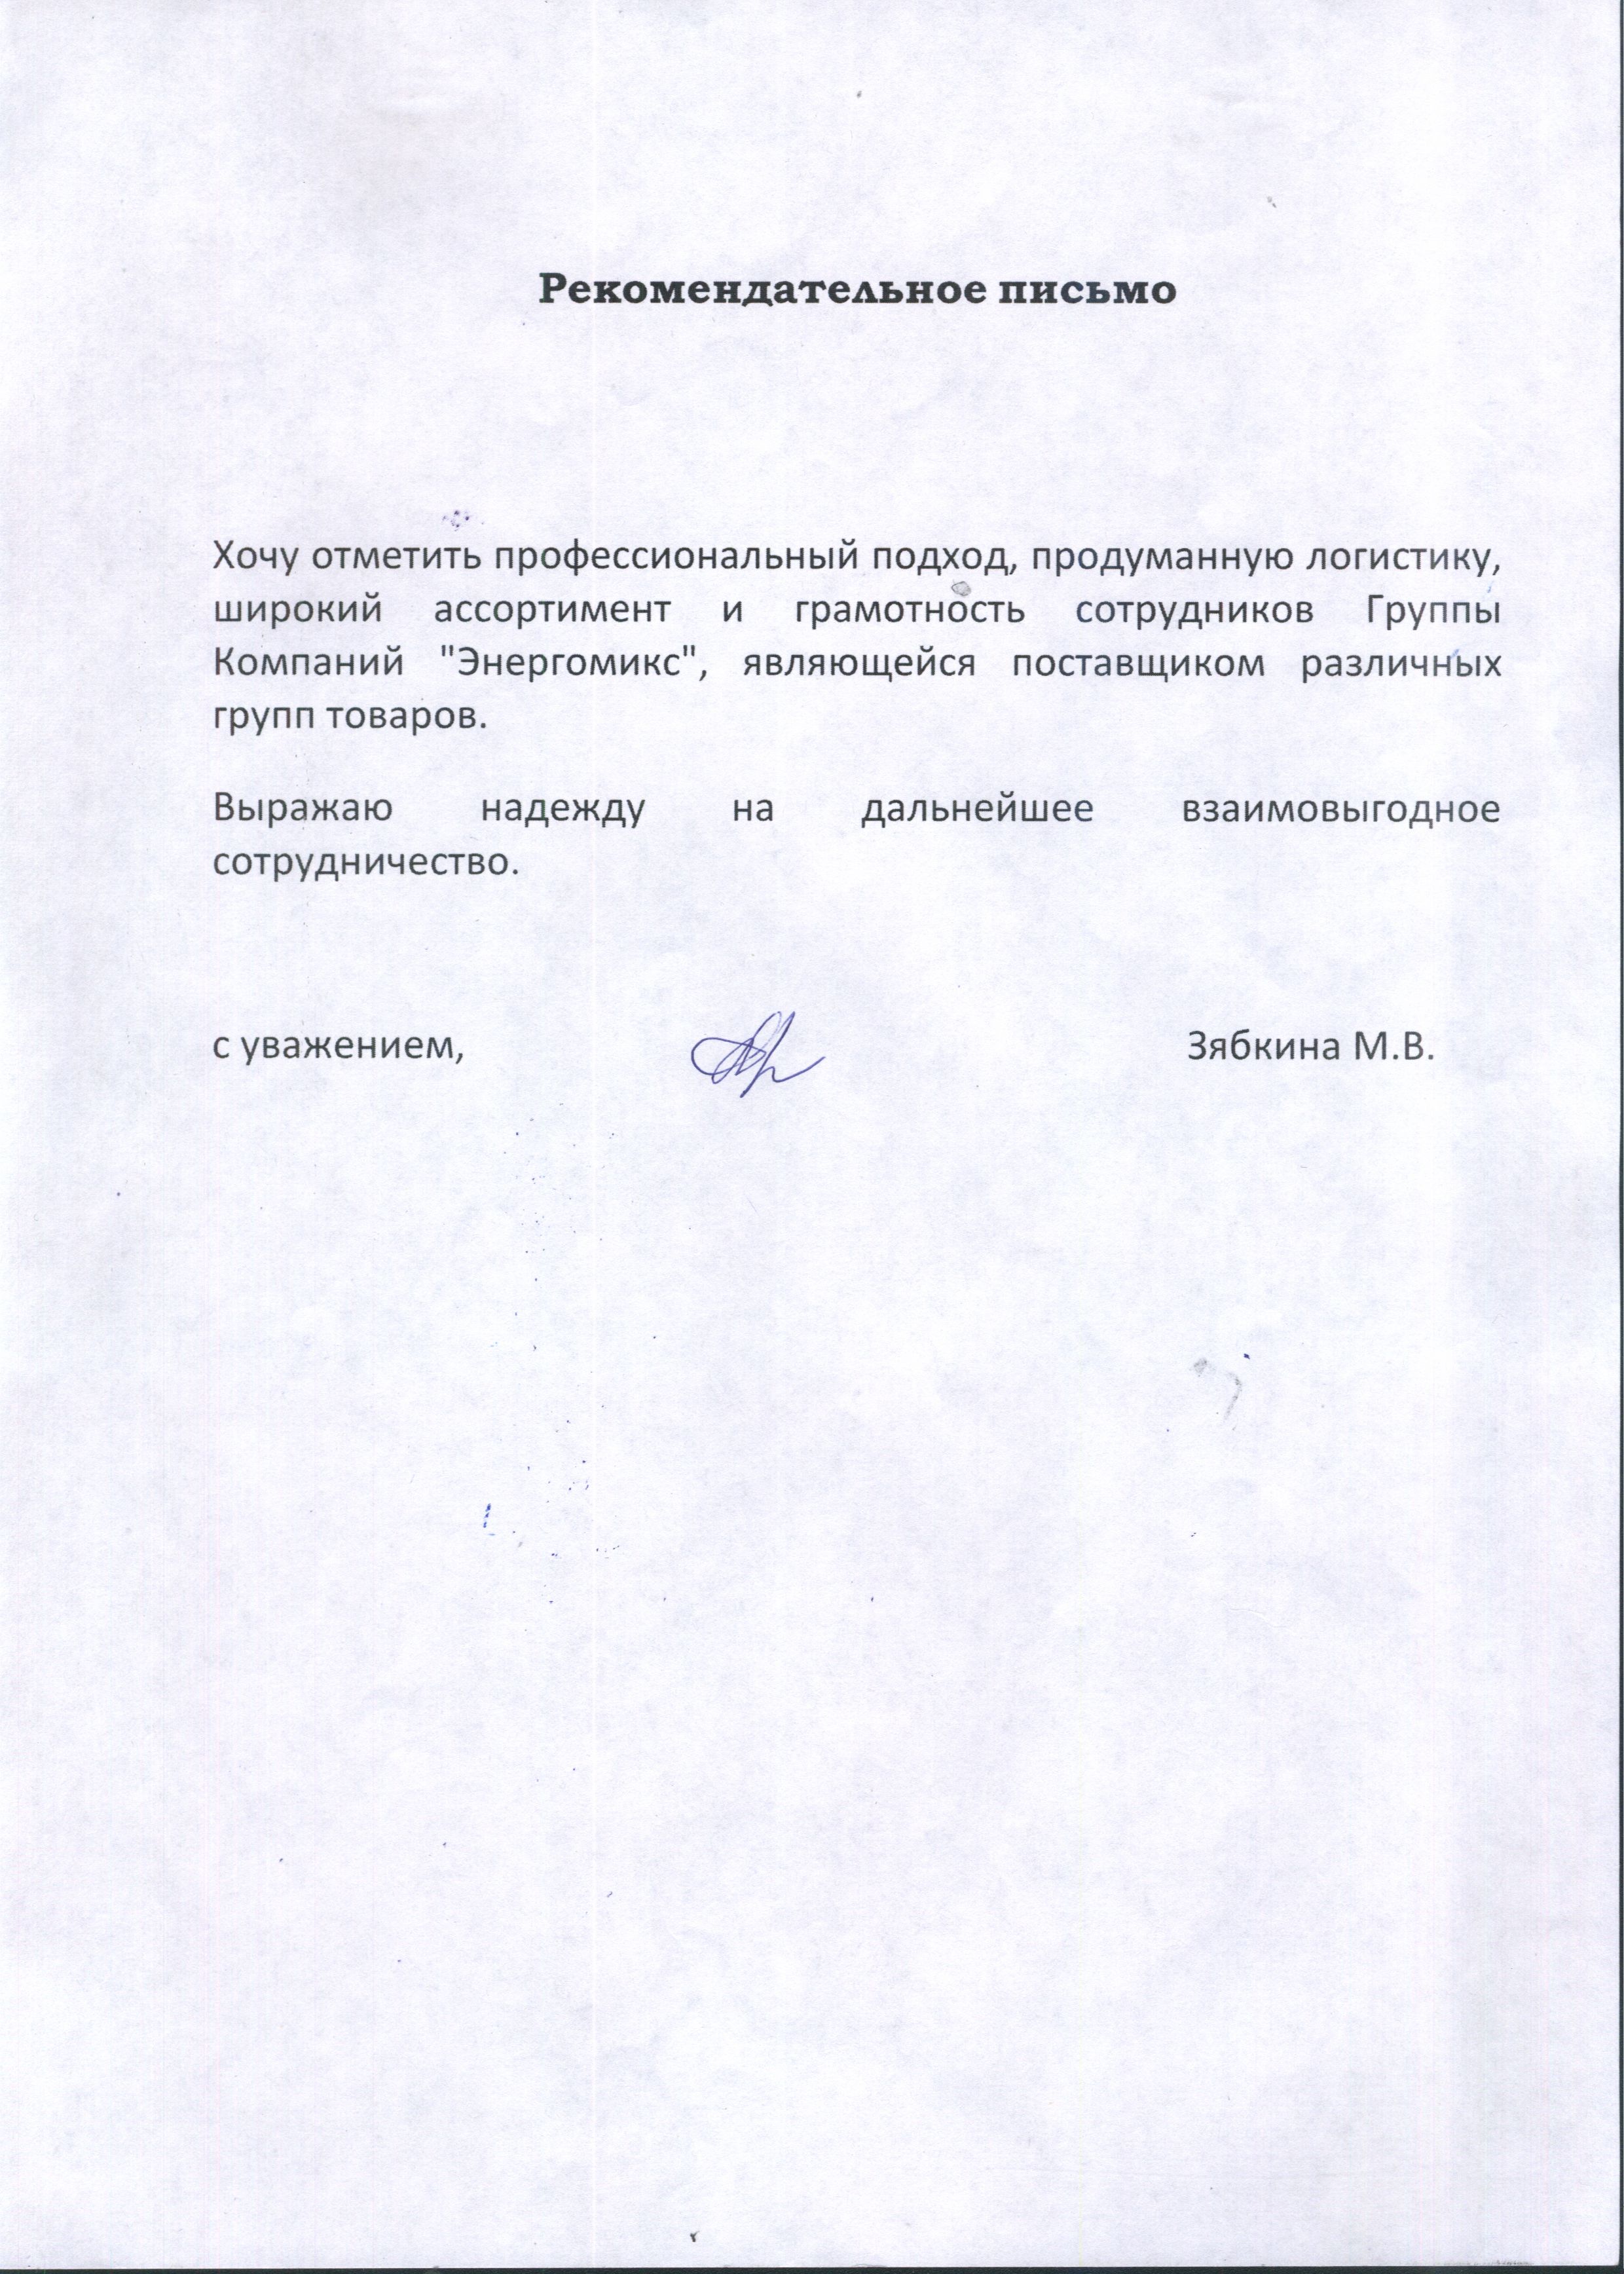 Рекомендательное письмо
Хочу отметить профессиональный подход, продуманную логистику,
широкий ассортимент и грамотность сотрудников Группы
Компаний "Энергомикс", являющейся поставщиком различных
групп товаров.
Выражаю надежду на дальнейшее взаимовыгодное
сотрудничество.
с уважением, Зябкина М.В.